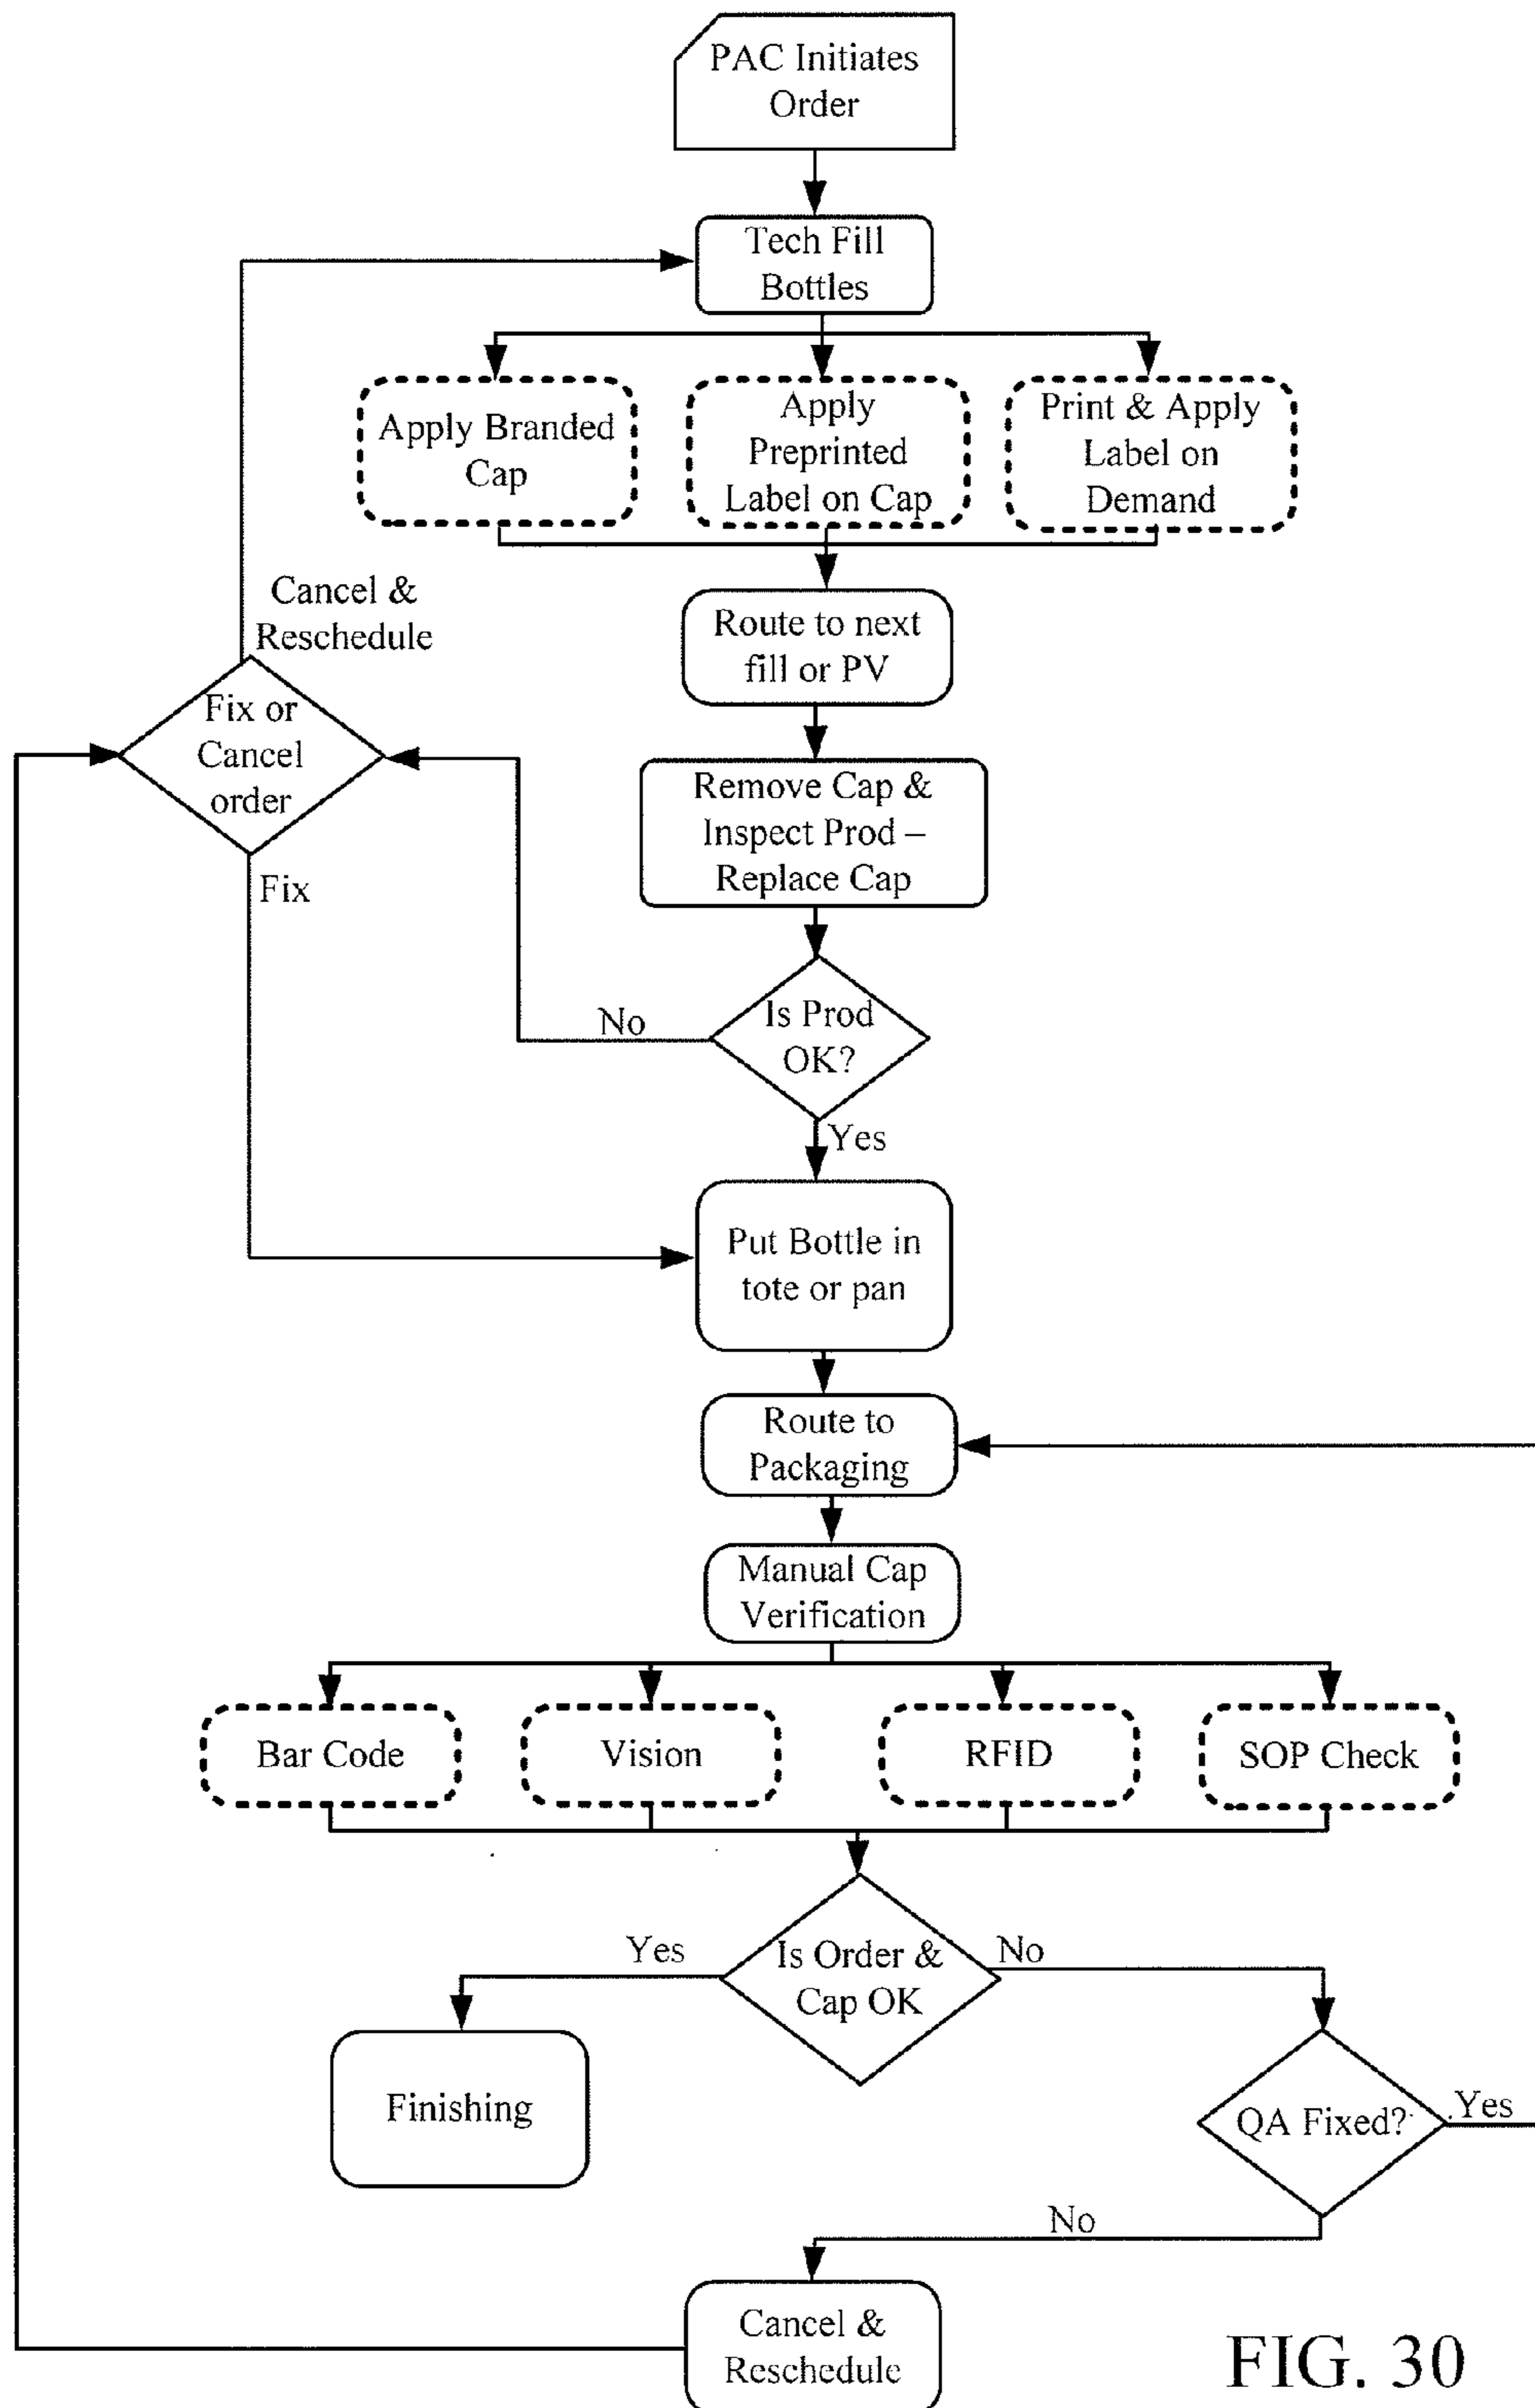 PAC Initiates
Order
Tech Fill
Bottles
Apply Branded
Cap
Apply
Preprinted
Label on Cap
Print & Apply
Label on
Demand
Cancel &
Reschedule
Route to next
fill or PV
Fix or
Cancel
order
Remove Cap &
Inspect Prod –
Replace Cap
Fix
No
Is Prod
OK?
Yes
Put Bottle in
tote or pan
Route to
Packaging
Manual Cap
Verification
Bar Code
Vision
RFID
SOP Check
Yes
Is Order &
Cap OK
No
Finishing
QA Fixed?
Yes
No
Cancel &
Reschedule
FIG. 30